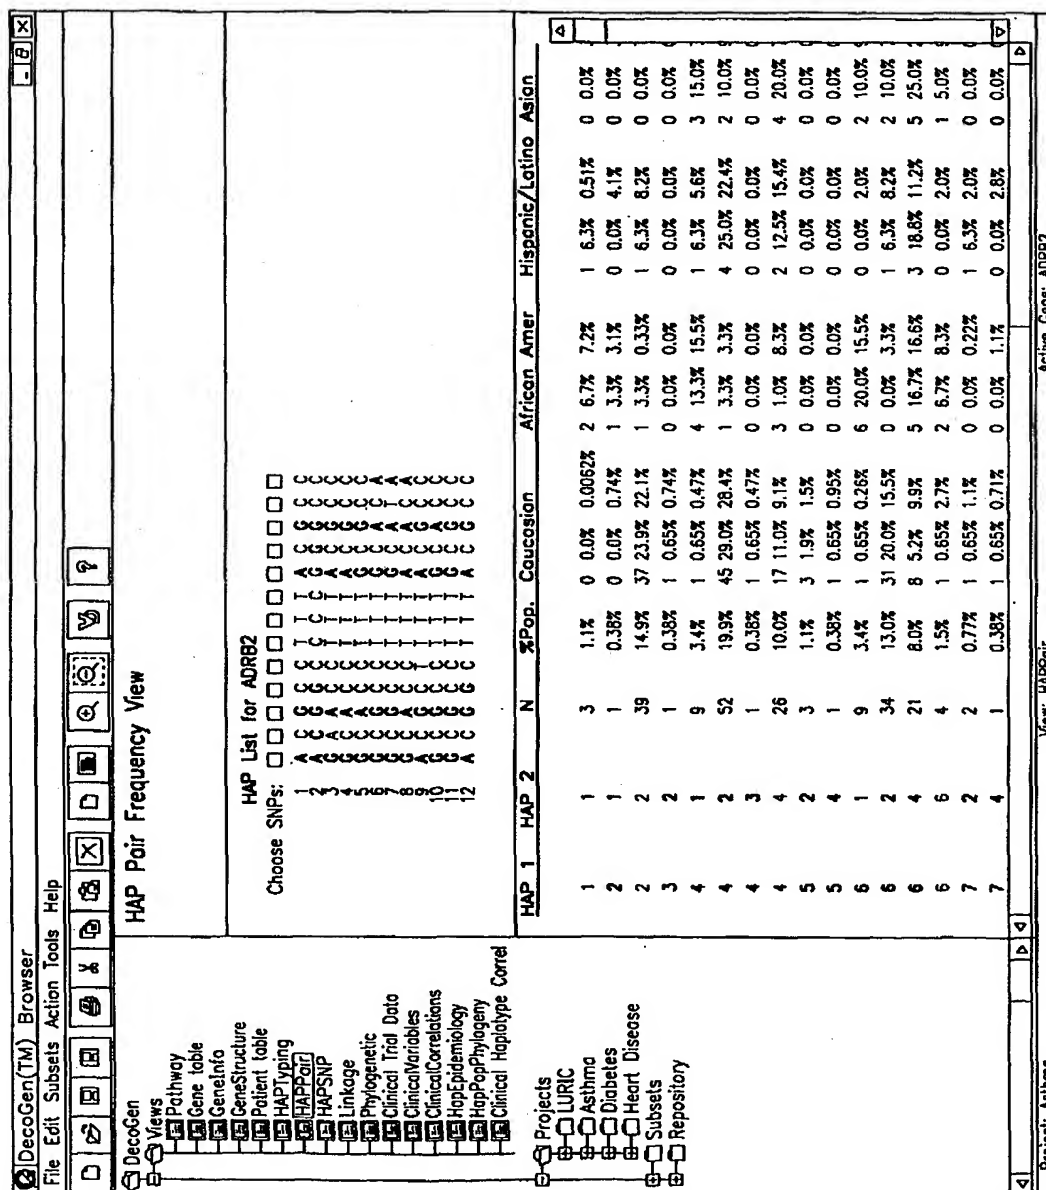 DecoGen(TM) Browser
File Edit Subsets Action Tools Help
DecoGen
Views
Pathway
Gene table
GeneInfo
GeneStructure
Patient table
HAPTyping
HAPPair
HAPSNP
Linkage
Phylogenetic
Clinical Trial Data
ClinicalVariables
ClinicalCorrelations
HapEpidemiology
HapPopPhylogeny
Clinical Haplotype Correl
Projects
LURIC
Asthma
Diabetes
Heart Disease
Subsets
Repository
HAP Pair Frequency View
HAP List for ADRB2
Choose SNPs:
1
2
3
4
5
6
7
8
9
10
11
12
HAP 1 HAP 2 N %Pop. Caucasian African Amer Hispanic/Latino Asian
1 1 3 1.1% 0 0.0% 0.0062% 2 6.7% 7.2% 1 6.3% 0.51% 0 0.0%
2 1 1 0.38% 0 0.0% 0.74% 1 3.3% 3.1% 0 0.0% 4.1% 0 0.0%
2 2 39 14.9% 37 23.9% 22.1% 1 3.3% 0.33% 1 6.3% 8.2% 0 0.0%
3 2 1 0.38% 1 0.65% 0.74% 0 0.0% 0.0% 0 0.0% 0.0% 0 0.0%
4 1 9 3.4% 1 0.65% 0.47% 4 13.3% 15.5% 1 6.3% 5.6% 3 15.0%
4 2 52 19.9% 45 29.0% 28.4% 1 3.3% 3.3% 4 25.0% 22.4% 2 10.0%
4 3 1 0.38% 1 0.65% 0.47% 0 0.0% 0.0% 0 0.0% 0.0% 0 0.0%
4 4 26 10.0% 17 11.0% 9.1% 3 1.0% 8.3% 2 12.5% 15.4% 4 20.0%
5 2 3 1.1% 3 1.9% 1.5% 0 0.0% 0.0% 0 0.0% 0.0% 0 0.0%
5 4 1 0.38% 1 0.65% 0.95% 0 0.0% 0.0% 0 0.0% 0.0% 0 0.0%
6 1 9 3.4% 1 0.65% 0.26% 6 20.0% 15.5% 0 0.0% 2.0% 2 10.0%
6 2 34 13.0% 31 20.0% 15.5% 0 0.0% 3.3% 1 6.3% 8.2% 2 10.0%
6 4 21 8.0% 8 5.2% 9.9% 5 16.7% 16.6% 3 18.8% 11.2% 5 25.0%
6 6 4 1.5% 1 0.65% 2.7% 2 6.7% 8.3% 0 0.0% 2.0% 1 5.0%
7 2 2 0.77% 1 0.65% 1.1% 0 0.0% 0.22% 1 6.3% 2.0% 0 0.0%
7 4 1 0.38% 1 0.65% 0.71% 0 0.0% 1.1% 0 0.0% 2.8% 0 0.0%
Project: Asthma View: HAPPair Active Gene: ADRB2